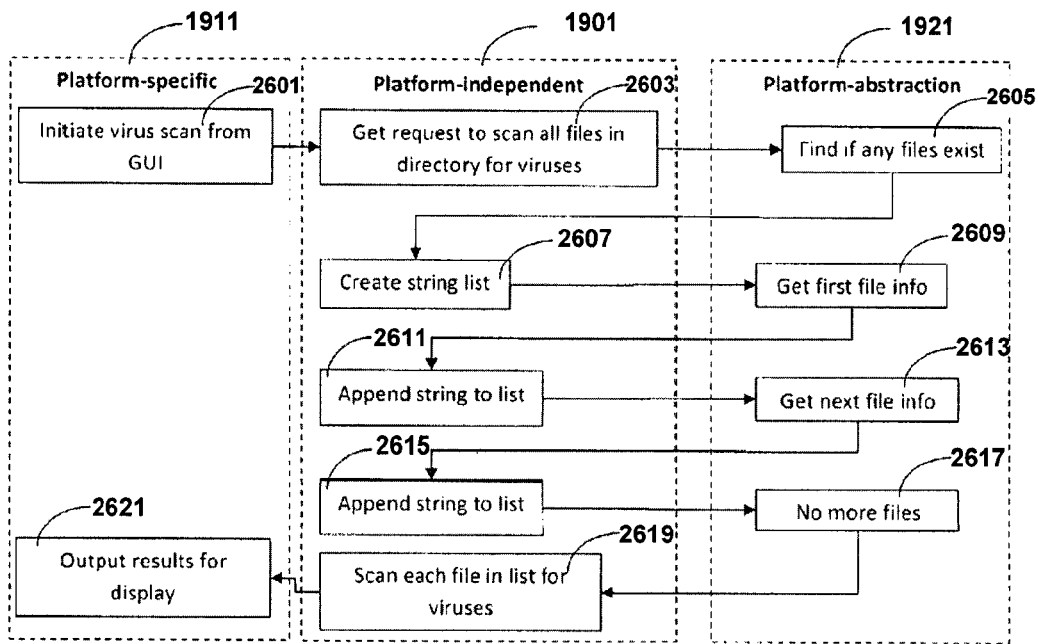 1911
1901
1921
Platform-specific
Platform-independent
Platform-abstraction
2601
2603
2605
Initiate virus scan from
GUI
Get request to scan all files in
directory for viruses
Find if any files exist
2607
2609
Create string list
Get first file info
2611
2613
Append string to list
Get next file info
2615
2617
Append string to list
No more files
2621
2619
Output results for
display
Scan each file in list for
viruses